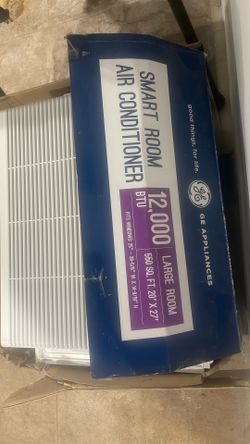 good things, for life.
GE APPLIANCES
SMART ROOM
AIR CONDITIONER
12,000
BTU
LARGE ROOM
550 SQ. FT. 20' X 27'